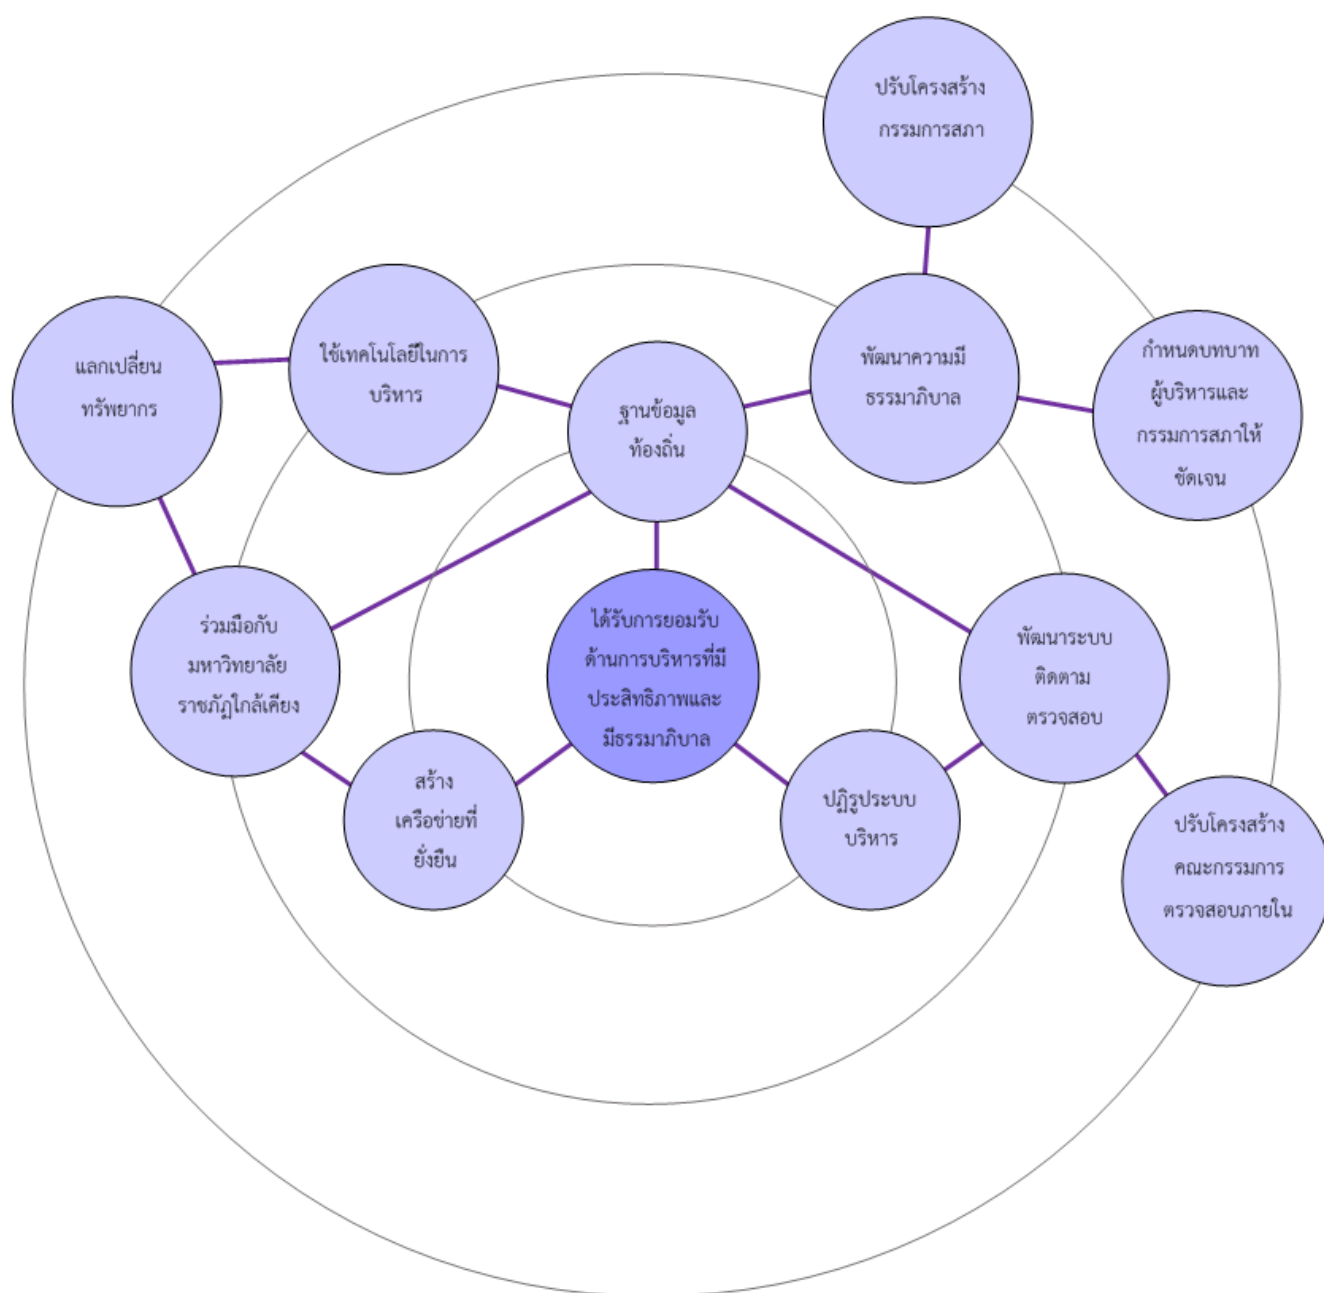 ปรับโครงสร้าง
กรรมการสภา
แลกเปลี่ยน
ทรัพยากร
ใช้เทคโนโลยีในการ
บริหาร
ฐานข้อมูล
ท้องถิ่น
พัฒนาความมี
ธรรมาภิบาล
กำหนดบทบาท
ผู้บริหารและ
กรรมการสภาให้
ชัดเจน
ร่วมมือกับ
มหาวิทยาลัย
ราชภัฏใกล้เคียง
ได้รับการยอมรับ
ด้านการบริหารที่มี
ประสิทธิภาพและ
มีธรรมาภิบาล
พัฒนาระบบ
ติดตาม
ตรวจสอบ
สร้าง
เครือข่ายที่
ยั่งยืน
ปฏิรูประบบ
บริหาร
ปรับโครงสร้าง
คณะกรรมการ
ตรวจสอบภายใน